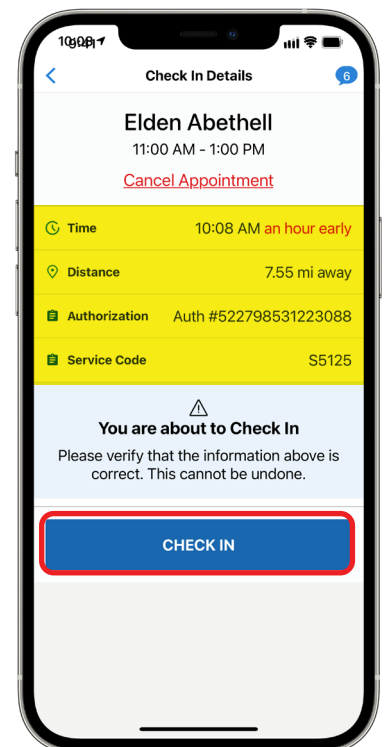 Check In Details
6
Elden Abethell
11:00 AM - 1:00 PM
Cancel Appointment
Time 10:08 AM an hour early
Distance 7.55 mi away
Authorization Auth #522798531223088
Service Code S5125
You are about to Check In
Please verify that the information above is
correct. This cannot be undone.
CHECK IN